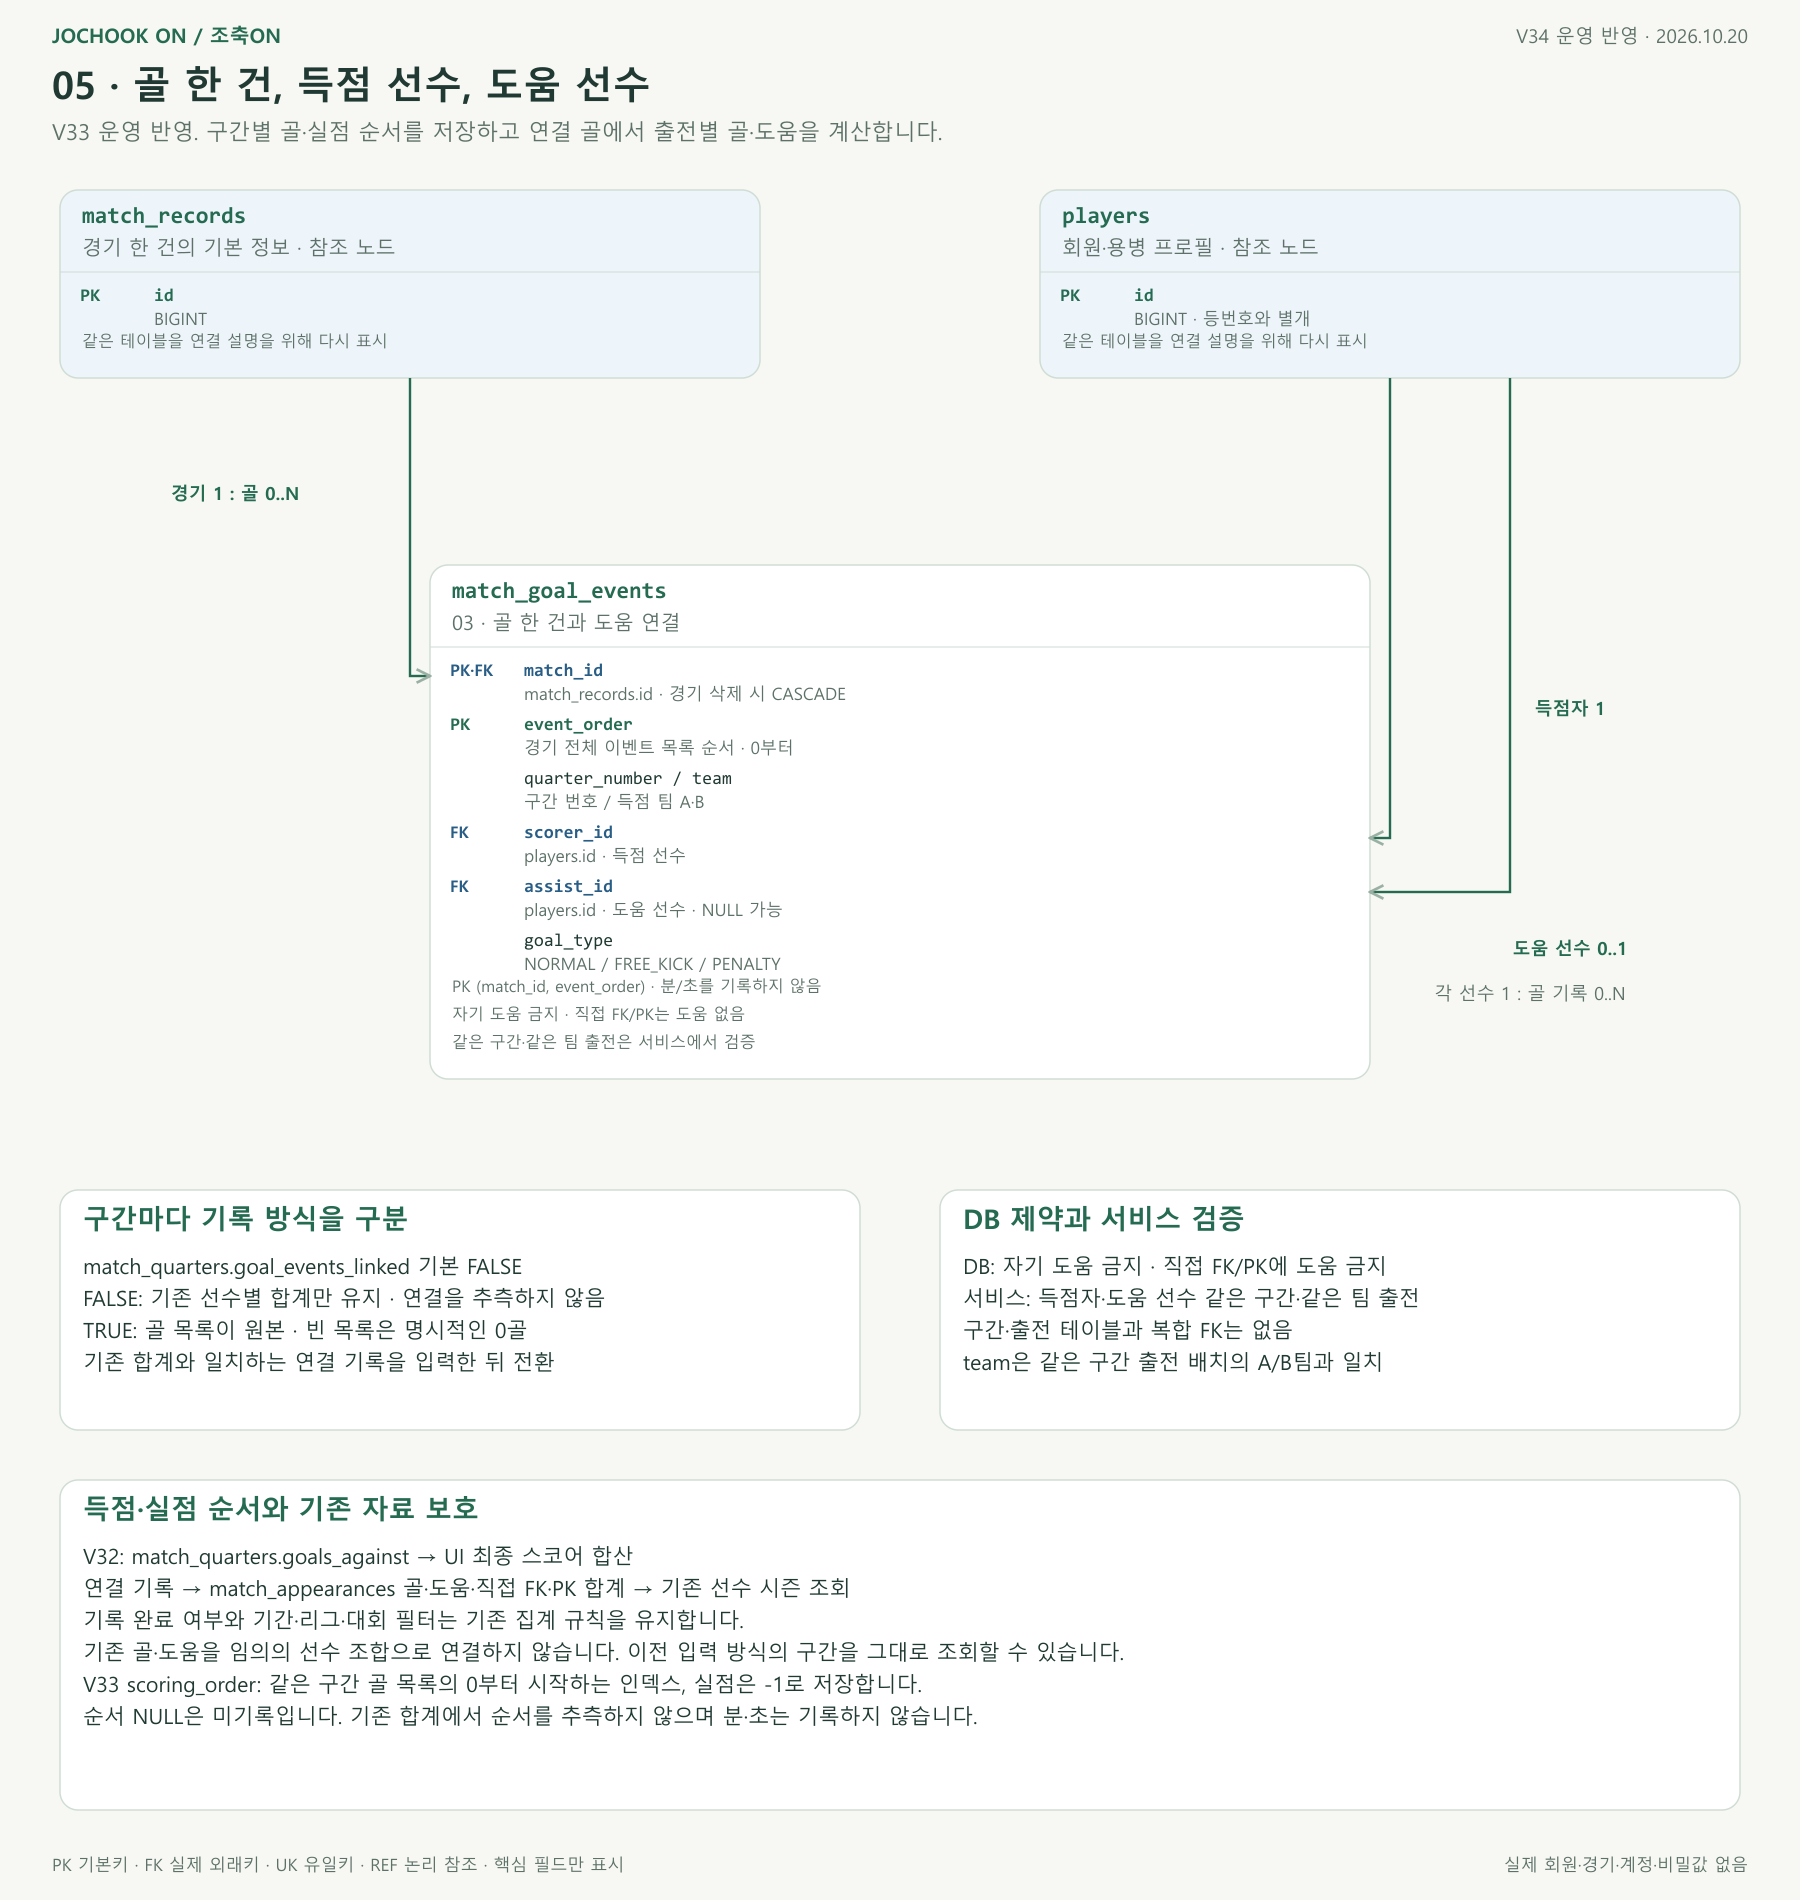 JOCHOOK ON / 조축ON
V34 운영 반영 · 2026.10.20
05 · 골 한 건, 득점 선수, 도움 선수
V33 운영 반영. 구간별 골·실점 순서를 저장하고 연결 골에서 출전별 골·도움을 계산합니다.
match_records
경기 한 건의 기본 정보 · 참조 노드
PK id
BIGINT
같은 테이블을 연결 설명을 위해 다시 표시
players
회원·용병 프로필 · 참조 노드
PK id
BIGINT · 등번호와 별개
같은 테이블을 연결 설명을 위해 다시 표시
경기 1 : 골 0..N
match_goal_events
03 · 골 한 건과 도움 연결
PK·FK match_id
match_records.id · 경기 삭제 시 CASCADE
PK event_order
경기 전체 이벤트 목록 순서 · 0부터
quarter_number / team
구간 번호 / 득점 팀 A·B
FK scorer_id
players.id · 득점 선수
FK assist_id
players.id · 도움 선수 · NULL 가능
goal_type
NORMAL / FREE_KICK / PENALTY
PK (match_id, event_order) · 분/초를 기록하지 않음
자기 도움 금지 · 직접 FK/PK는 도움 없음
같은 구간·같은 팀 출전은 서비스에서 검증
득점자 1
도움 선수 0..1
각 선수 1 : 골 기록 0..N
구간마다 기록 방식을 구분
match_quarters.goal_events_linked 기본 FALSE
FALSE: 기존 선수별 합계만 유지 · 연결을 추측하지 않음
TRUE: 골 목록이 원본 · 빈 목록은 명시적인 0골
기존 합계와 일치하는 연결 기록을 입력한 뒤 전환
DB 제약과 서비스 검증
DB: 자기 도움 금지 · 직접 FK/PK에 도움 금지
서비스: 득점자·도움 선수 같은 구간·같은 팀 출전
구간·출전 테이블과 복합 FK는 없음
team은 같은 구간 출전 배치의 A/B팀과 일치
득점·실점 순서와 기존 자료 보호
V32: match_quarters.goals_against → UI 최종 스코어 합산
연결 기록 → match_appearances 골·도움·직접 FK·PK 합계 → 기존 선수 시즌 조회
기록 완료 여부와 기간·리그·대회 필터는 기존 집계 규칙을 유지합니다.
기존 골·도움을 임의의 선수 조합으로 연결하지 않습니다. 이전 입력 방식의 구간을 그대로 조회할 수 있습니다.
V33 scoring_order: 같은 구간 골 목록의 0부터 시작하는 인덱스, 실점은 -1로 저장합니다.
순서 NULL은 미기록입니다. 기존 합계에서 순서를 추측하지 않으며 분·초는 기록하지 않습니다.
PK 기본키 · FK 실제 외래키 · UK 유일키 · REF 논리 참조 · 핵심 필드만 표시
실제 회원·경기·계정·비밀값 없음